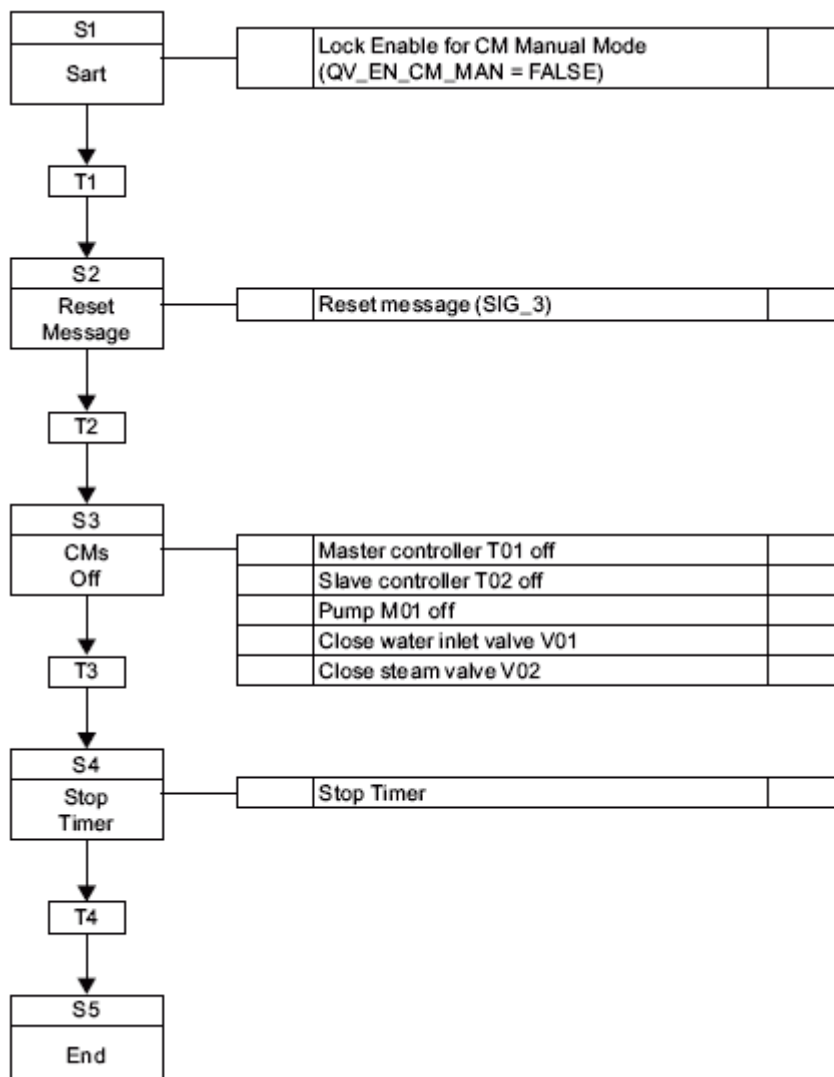 S1
Sart
Lock Enable for CM Manual Mode
(QV_EN_CM_MAN = FALSE)
T1
S2
Reset
Message
Reset message (SIG_3)
T2
S3
CMs
Off
Master controller T01 off
Slave controller T02 off
Pump M01 off
Close water inlet valve V01
Close steam valve V02
T3
S4
Stop
Timer
Stop Timer
T4
S5
End